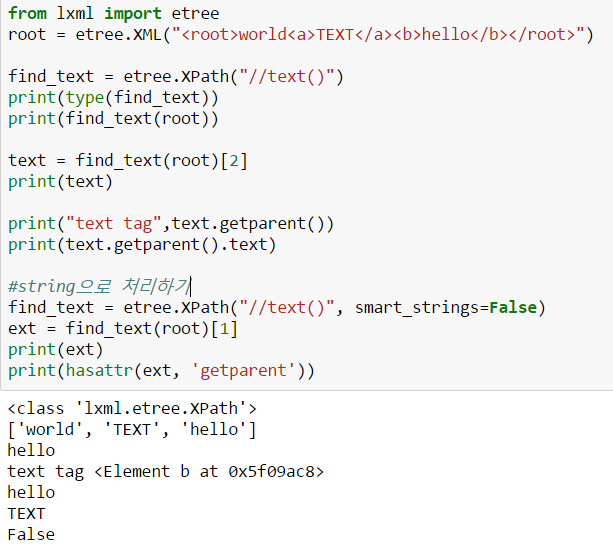 from lxml import etree
root = etree.XML("<root>world<a>TEXT</a><b>hello</b></root>")
find_text = etree.XPath("//text()")
print(type(find_text))
print(find_text(root))
text = find_text(root)[2]
print(text)
print("text tag",text.getparent())
print(text.getparent().text)
#string으로 처리하기
find_text = etree.XPath("//text()", smart_strings=False)
ext = find_text(root)[1]
print(ext)
print(hasattr(ext, 'getparent'))
<class 'lxml.etree.XPath'>
['world', 'TEXT', 'hello']
hello
text tag <Element b at 0x5f09ac8>
hello
TEXT
False